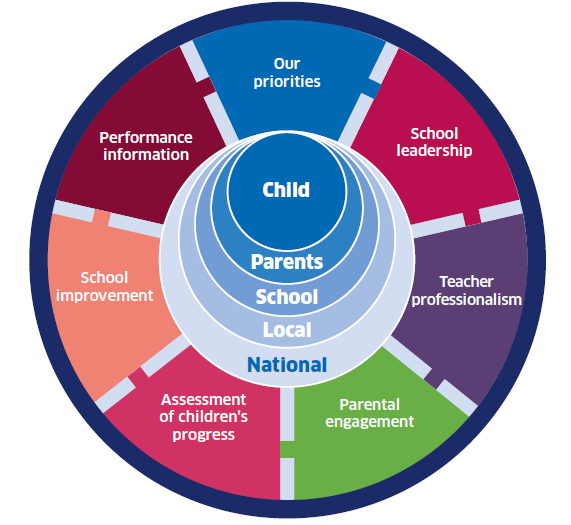 Our
priorities
School
leadership
Teacher
professionalism
Parental
engagement
Assessment
of children's
progress
School
improvement
Performance
information
Child
Parents
School
Local
National